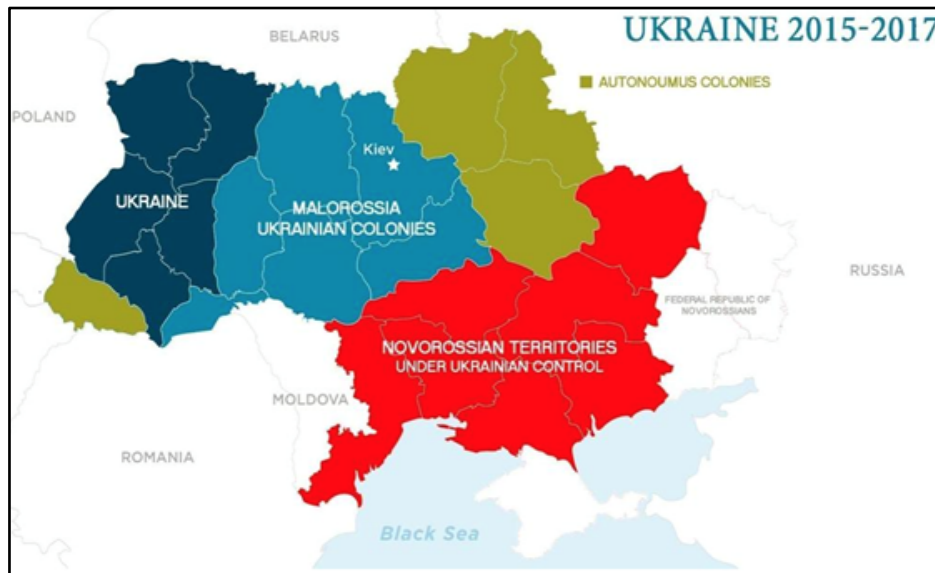 UKRAINE 2015-2017
BELARUS
AUTONOUMUS COLONIES
POLAND
Kiev
UKRAINE
MALOROSSIA
UKRAINIAN COLONIES
RUSSIA
FEDERAL REPUBLIC OF
NOVOROSSIANS
NOVOROSSIAN TERRITORIES
UNDER UKRAINIAN CONTROL
MOLDOVA
ROMANIA
Black Sea